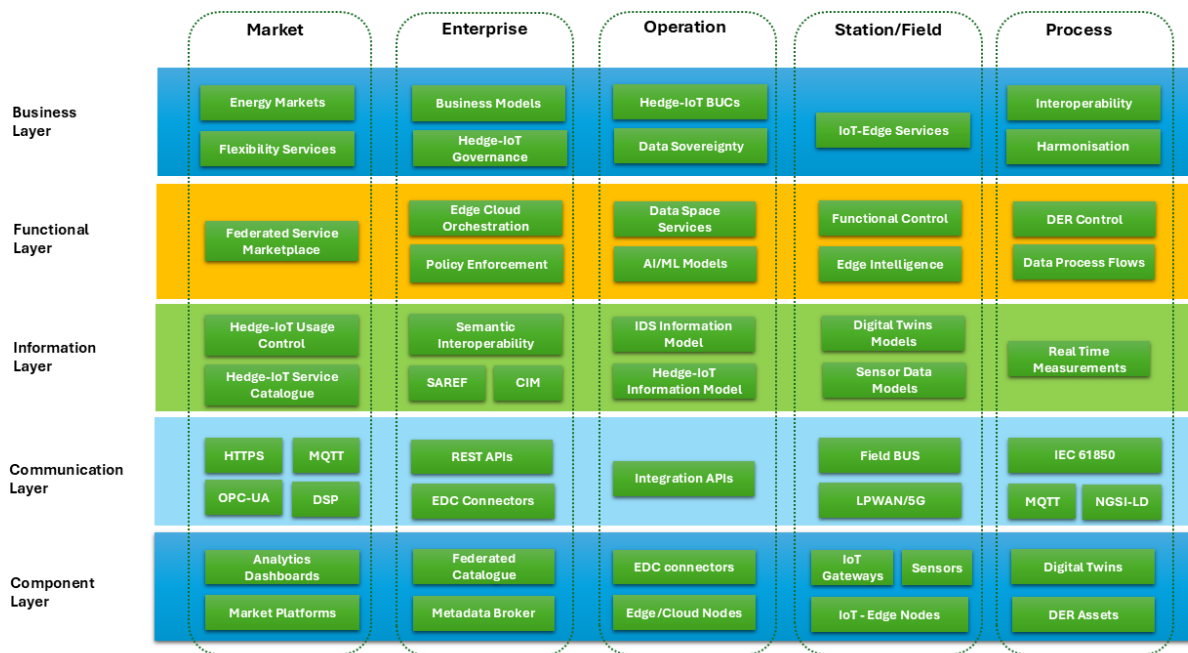 Market
Enterprise
Operation
Station/Field
Process
Business
Layer
Energy Markets
Flexibility Services
Business Models
Hedge-IoT
Governance
Hedge-IoT BUCs
Data Sovereignty
IoT-Edge Services
Interoperability
Harmonisation
Functional
Layer
Federated Service
Marketplace
Edge Cloud
Orchestration
Policy Enforcement
Data Space
Services
AI/ML Models
Functional Control
Edge Intelligence
DER Control
Data Process Flows
Information
Layer
Hedge-IoT Usage
Control
Hedge-IoT Service
Catalogue
Semantic
Interoperability
SAREF
CIM
IDS Information
Model
Hedge-IoT
Information Model
Digital Twins
Models
Sensor Data
Models
Real Time
Measurements
Communication
Layer
HTTPS
MQTT
OPC-UA
DSP
REST APIs
EDC Connectors
Integration APIs
Field BUS
LPWAN/5G
IEC 61850
MQTT
NGSI-LD
Component
Layer
Analytics
Dashboards
Market Platforms
Federated
Catalogue
Metadata Broker
EDC connectors
Edge/Cloud Nodes
IoT
Gateways
Sensors
IoT - Edge Nodes
Digital Twins
DER Assets